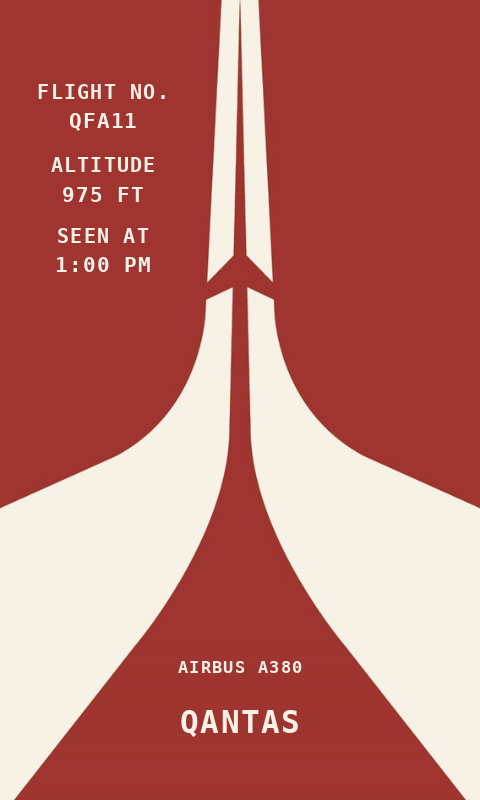 FLIGHT NO.
QFA11
ALTITUDE
975 FT
SEEN AT
1:00 PM
AIRBUS A380
QANTAS